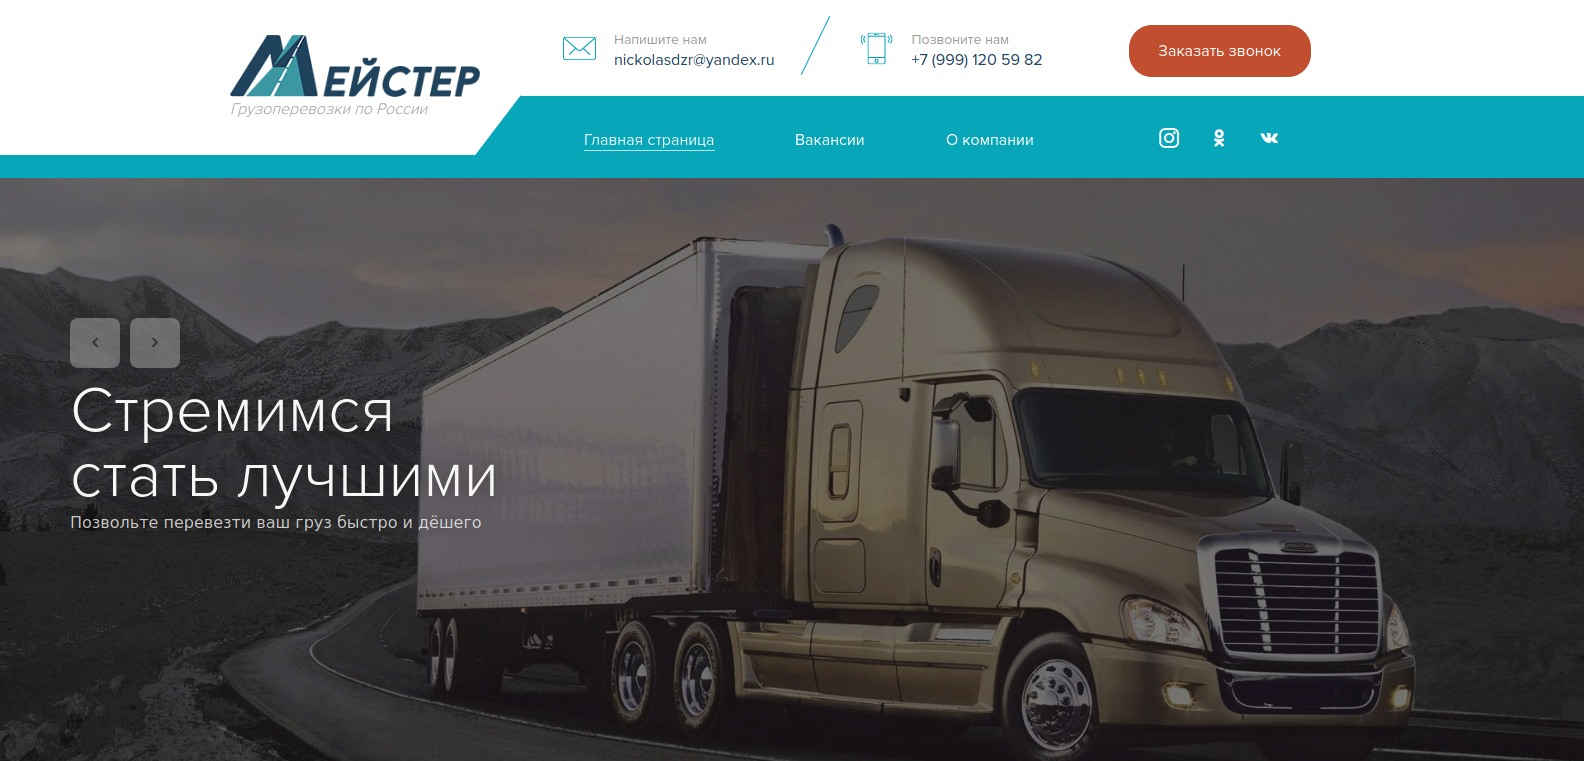 МЕЙСТЕР
Грузоперевозки по России
Напишите нам
nickolasdzr@yandex.ru
Позвоните нам
+7 (999) 120 59 82
Заказать звонок
Главная страница
Вакансии
О компании
Стремимся
стать лучшими
Позвольте перевезти ваш груз быстро и дёшего